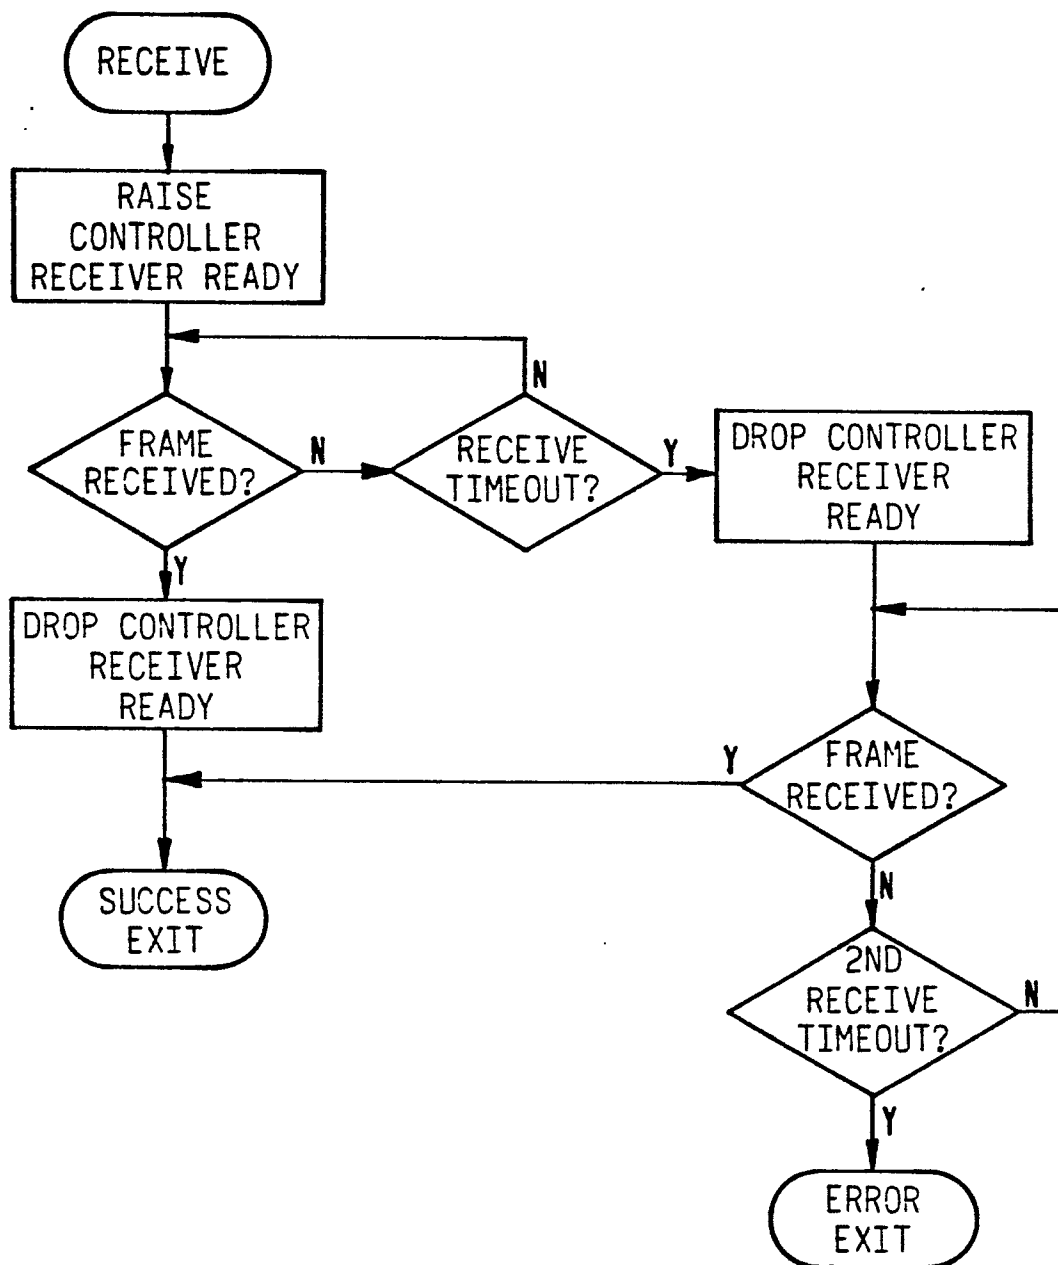 RECEIVE
RAISE
CONTROLLER
RECEIVER READY
N
FRAME
RECEIVED?
N
RECEIVE
TIMEOUT?
Y
DROP CONTROLLER
RECEIVER
READY
Y
DROP CONTROLLER
RECEIVER
READY
Y
FRAME
RECEIVED?
SUCCESS
EXIT
N
2ND
RECEIVE
TIMEOUT?
N
Y
ERROR
EXIT